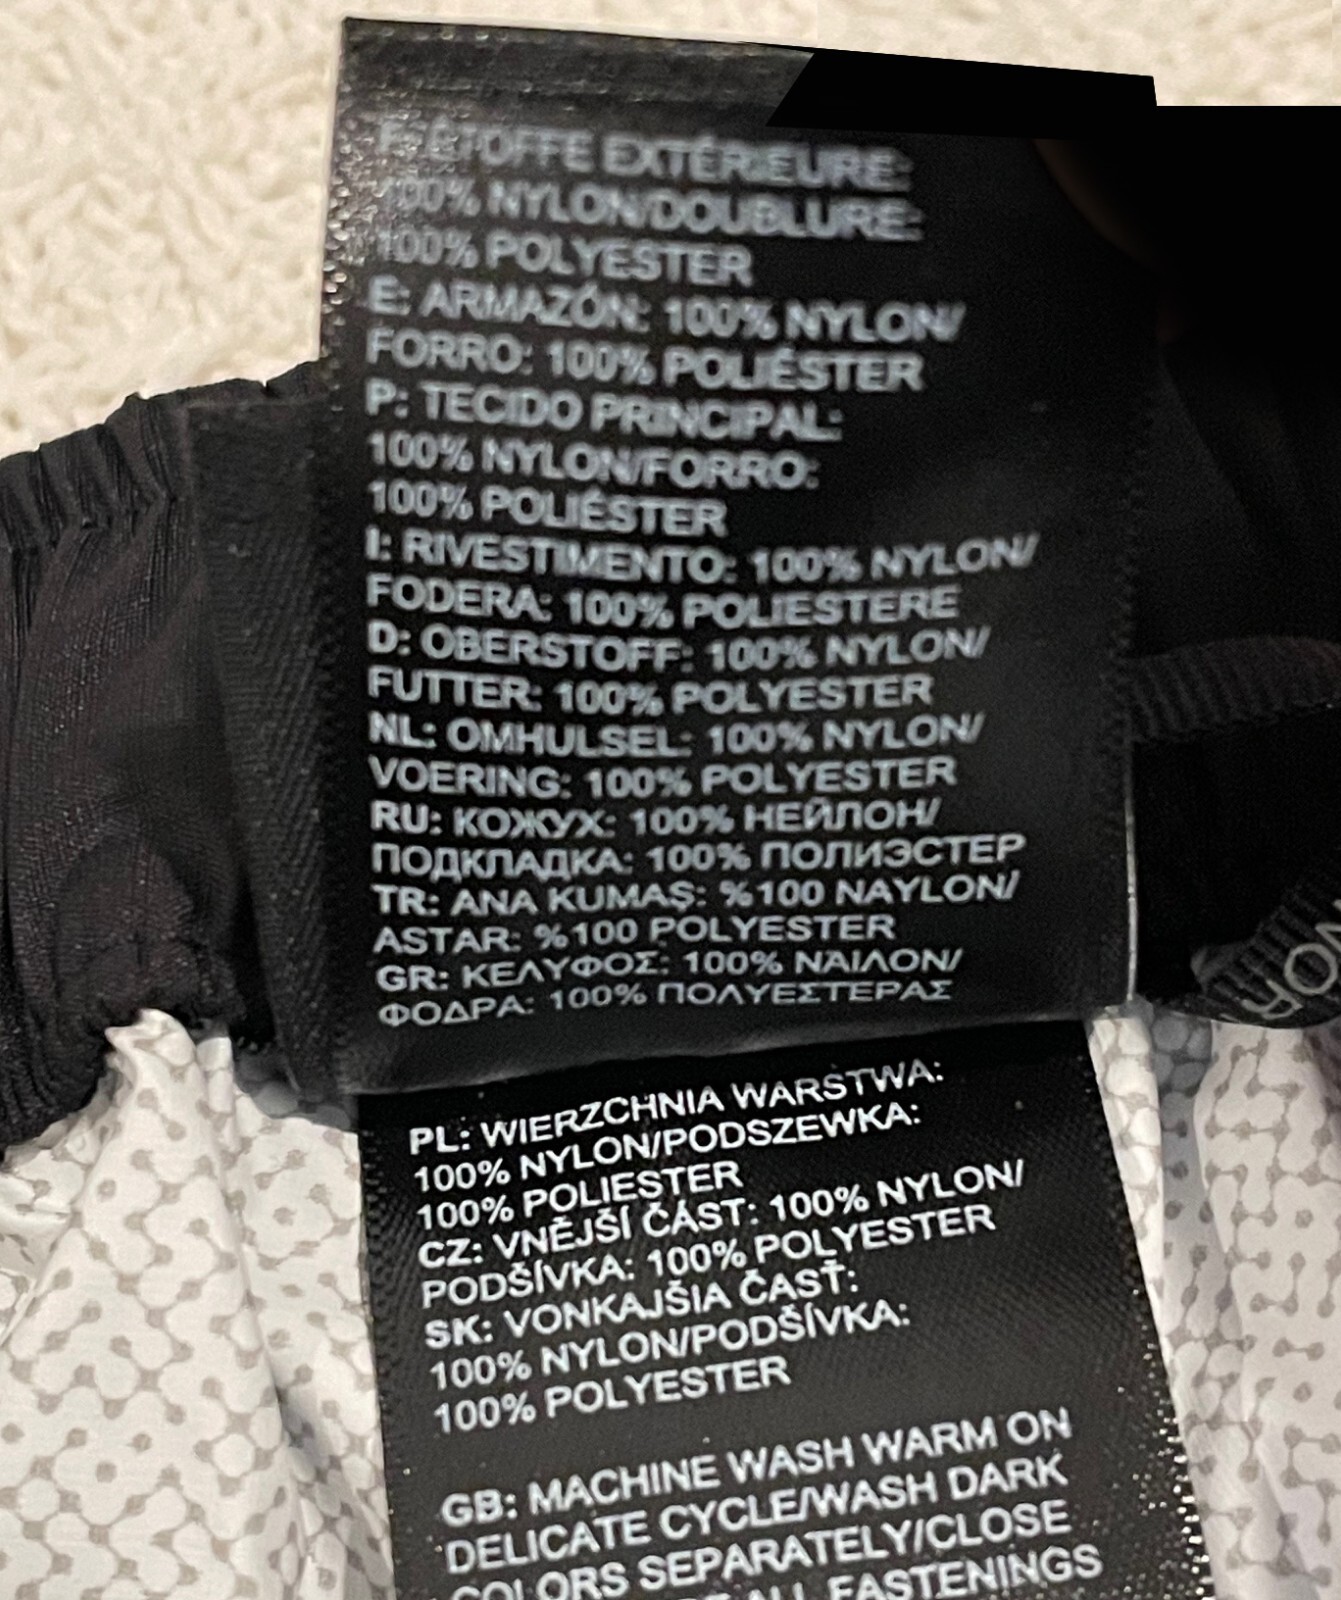 F: ÉTOFFE EXTÉRIEURE:
100% NYLON/DOUBLURE:
100% POLYESTER
E: ARMAZÓN: 100% NYLON/
FORRO: 100% POLIÉSTER
P: TECIDO PRINCIPAL:
100% NYLON/FORRO:
100% POLIÉSTER
I: RIVESTIMENTO: 100% NYLON/
FODERA: 100% POLIESTERE
D: OBERSTOFF: 100% NYLON/
FUTTER: 100% POLYESTER
NL: OMHULSEL: 100% NYLON/
VOERING: 100% POLYESTER
RU: КОЖУХ: 100% НЕЙЛОН/
ПОДКЛАДКА: 100% ПОЛИЭСТЕР
TR: ANA KUMAŞ: %100 NAYLON/
ASTAR: %100 POLYESTER
GR: ΚΕΛΥΦΟΣ: 100% ΝΑΙΛΟΝ/
ΦΟΔΡΑ: 100% ΠΟΛΥΕΣΤΕΡΑΣ
PL: WIERZCHNIA WARSTWA:
100% NYLON/PODSZEWKA:
100% POLIESTER
CZ: VNĚJŠÍ ČÁST: 100% NYLON/
PODŠÍVKA: 100% POLYESTER
SK: VONKAJŠIA ČASŤ:
100% NYLON/PODŠÍVKA:
100% POLYESTER
GB: MACHINE WASH WARM ON
DELICATE CYCLE/WASH DARK
COLORS SEPARATELY/CLOSE
ALL FASTENINGS